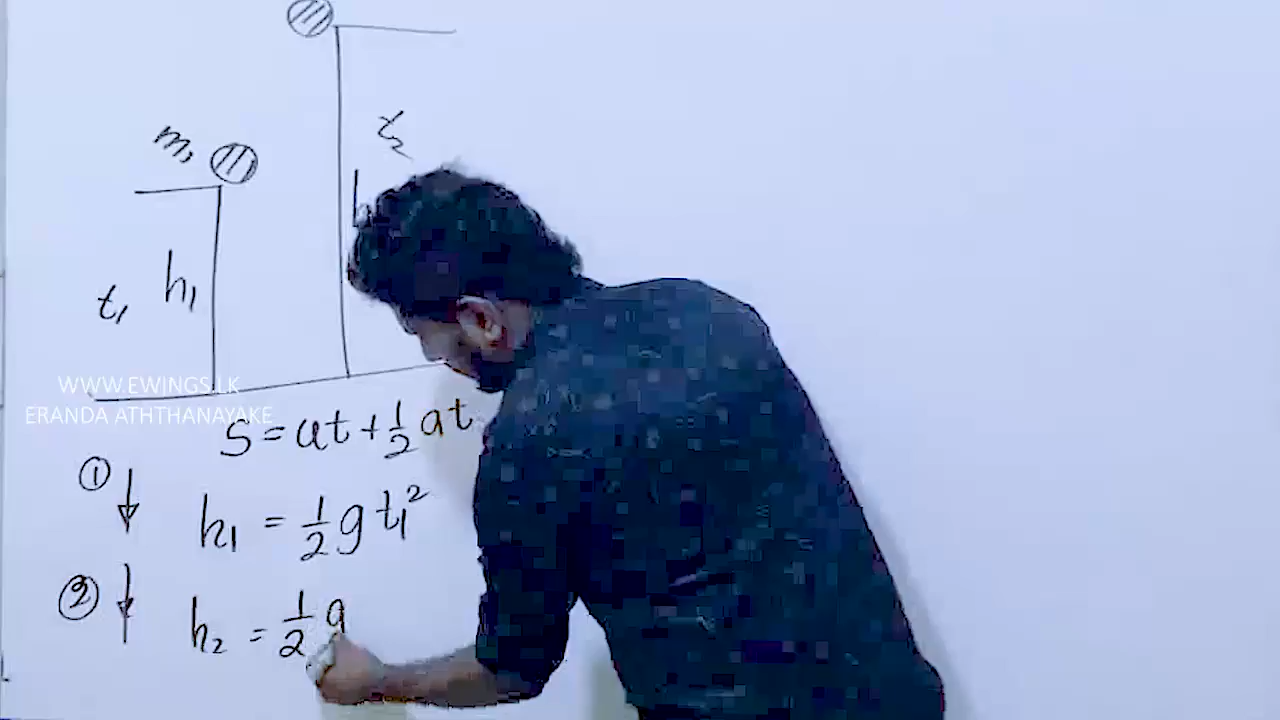 t₂
m₁
h
t₁ h₁
WWW.EWINGS.LK
ERANDA ATHTHANAYAKE
S = ut + ½ at
① ↓ h₁ = ½ g t₁²
② ↓ h₂ = ½ g